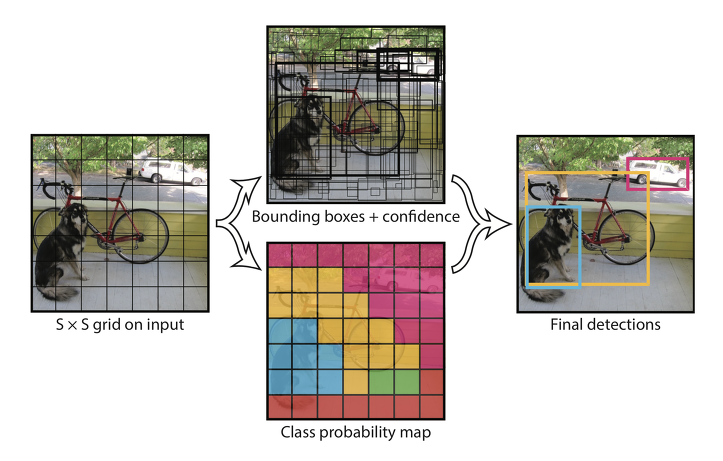 S × S grid on input
Bounding boxes + confidence
Class probability map
Final detections